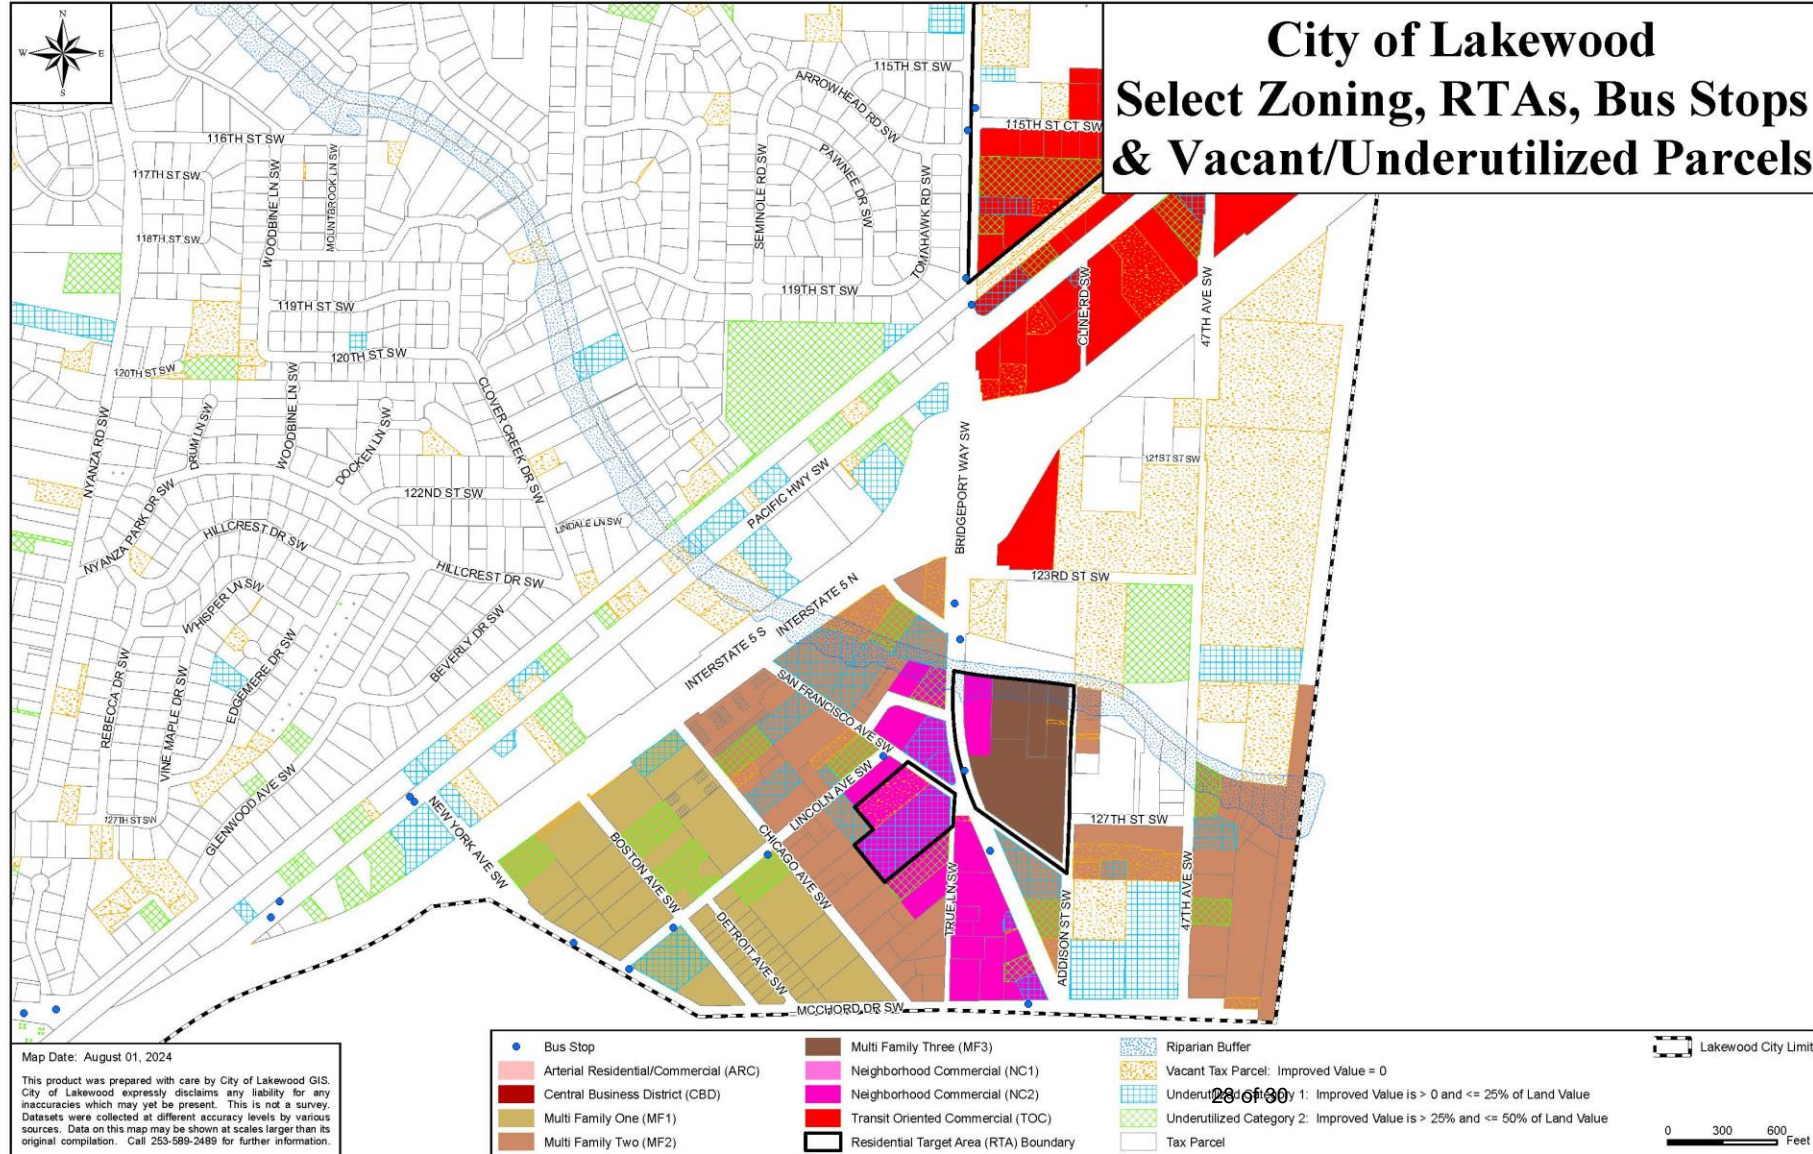 City of Lakewood
Select Zoning, RTAs, Bus Stops
& Vacant/Underutilized Parcels
N
W
E
S
115TH ST SW
ARROWHEAD RD SW
115TH ST CT SW
116TH ST SW
PAWNEE DR SW
117TH ST SW
WOODBINE LN SW
MOUNTBROOK LN SW
SEMINOLE RD SW
TOMAHAWK RD SW
118TH ST SW
119TH ST SW
119TH ST SW
CLINE RD SW
47TH AVE SW
120TH ST SW
120TH ST SW
NYANZA RD SW
DRUM LN SW
WOODBINE LN SW
DOCKEN LN SW
CLOVER CREEK DR SW
BRIDGEPORT WAY SW
121ST ST SW
122ND ST SW
PACIFIC HWY SW
NYANZA PARK DR SW
HILLCREST DR SW
LINDALE LN SW
HILLCREST DR SW
123RD ST SW
WHISPER LN SW
BEVERLY DR SW
INTERSTATE 5 N
INTERSTATE 5 S
REBECCA DR SW
VINE MAPLE DR SW
EDGEMERE DR SW
SAN FRANCISCO AVE SW
LINCOLN AVE SW
GLENWOOD AVE SW
127TH ST SW
NEW YORK AVE SW
BOSTON AVE SW
CHICAGO AVE SW
127TH ST SW
TRUE LN SW
ADDISON ST SW
47TH AVE SW
DETROIT AVE SW
MCCHORD DR SW
Map Date: August 01, 2024
This product was prepared with care by City of Lakewood GIS.
City of Lakewood expressly disclaims any liability for any
inaccuracies which may yet be present. This is not a survey.
Datasets were collected at different accuracy levels by various
sources. Data on this map may be shown at scales larger than its
original compilation. Call 253-589-2489 for further information.
Bus Stop
Arterial Residential/Commercial (ARC)
Central Business District (CBD)
Multi Family One (MF1)
Multi Family Two (MF2)
Multi Family Three (MF3)
Neighborhood Commercial (NC1)
Neighborhood Commercial (NC2)
Transit Oriented Commercial (TOC)
Residential Target Area (RTA) Boundary
Riparian Buffer
Vacant Tax Parcel: Improved Value = 0
Underutilized Category 1: Improved Value is > 0 and <= 25% of Land Value
28 of 30
Underutilized Category 2: Improved Value is > 25% and <= 50% of Land Value
Tax Parcel
Lakewood City Limit
0 300 600
Feet